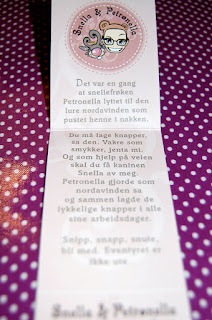 Snella & Petronella
Det var en gang
at snellefrøken
Petronella lyttet til den
lure nordavinden som
pustet henne i nakken.
Du må lage knapper,
sa den. Vakre som
smykker, jenta mi.
Og som hjelp på veien
skal du få kaninen
Snella av meg.
Petronella gjorde som
nordavinden sa
og sammen lagde de
lykkelige knapper i alle
sine arbeidsdager.
Snipp, snapp, snute,
bli med. Eventyret er
ikke ute
Snella & Petronella